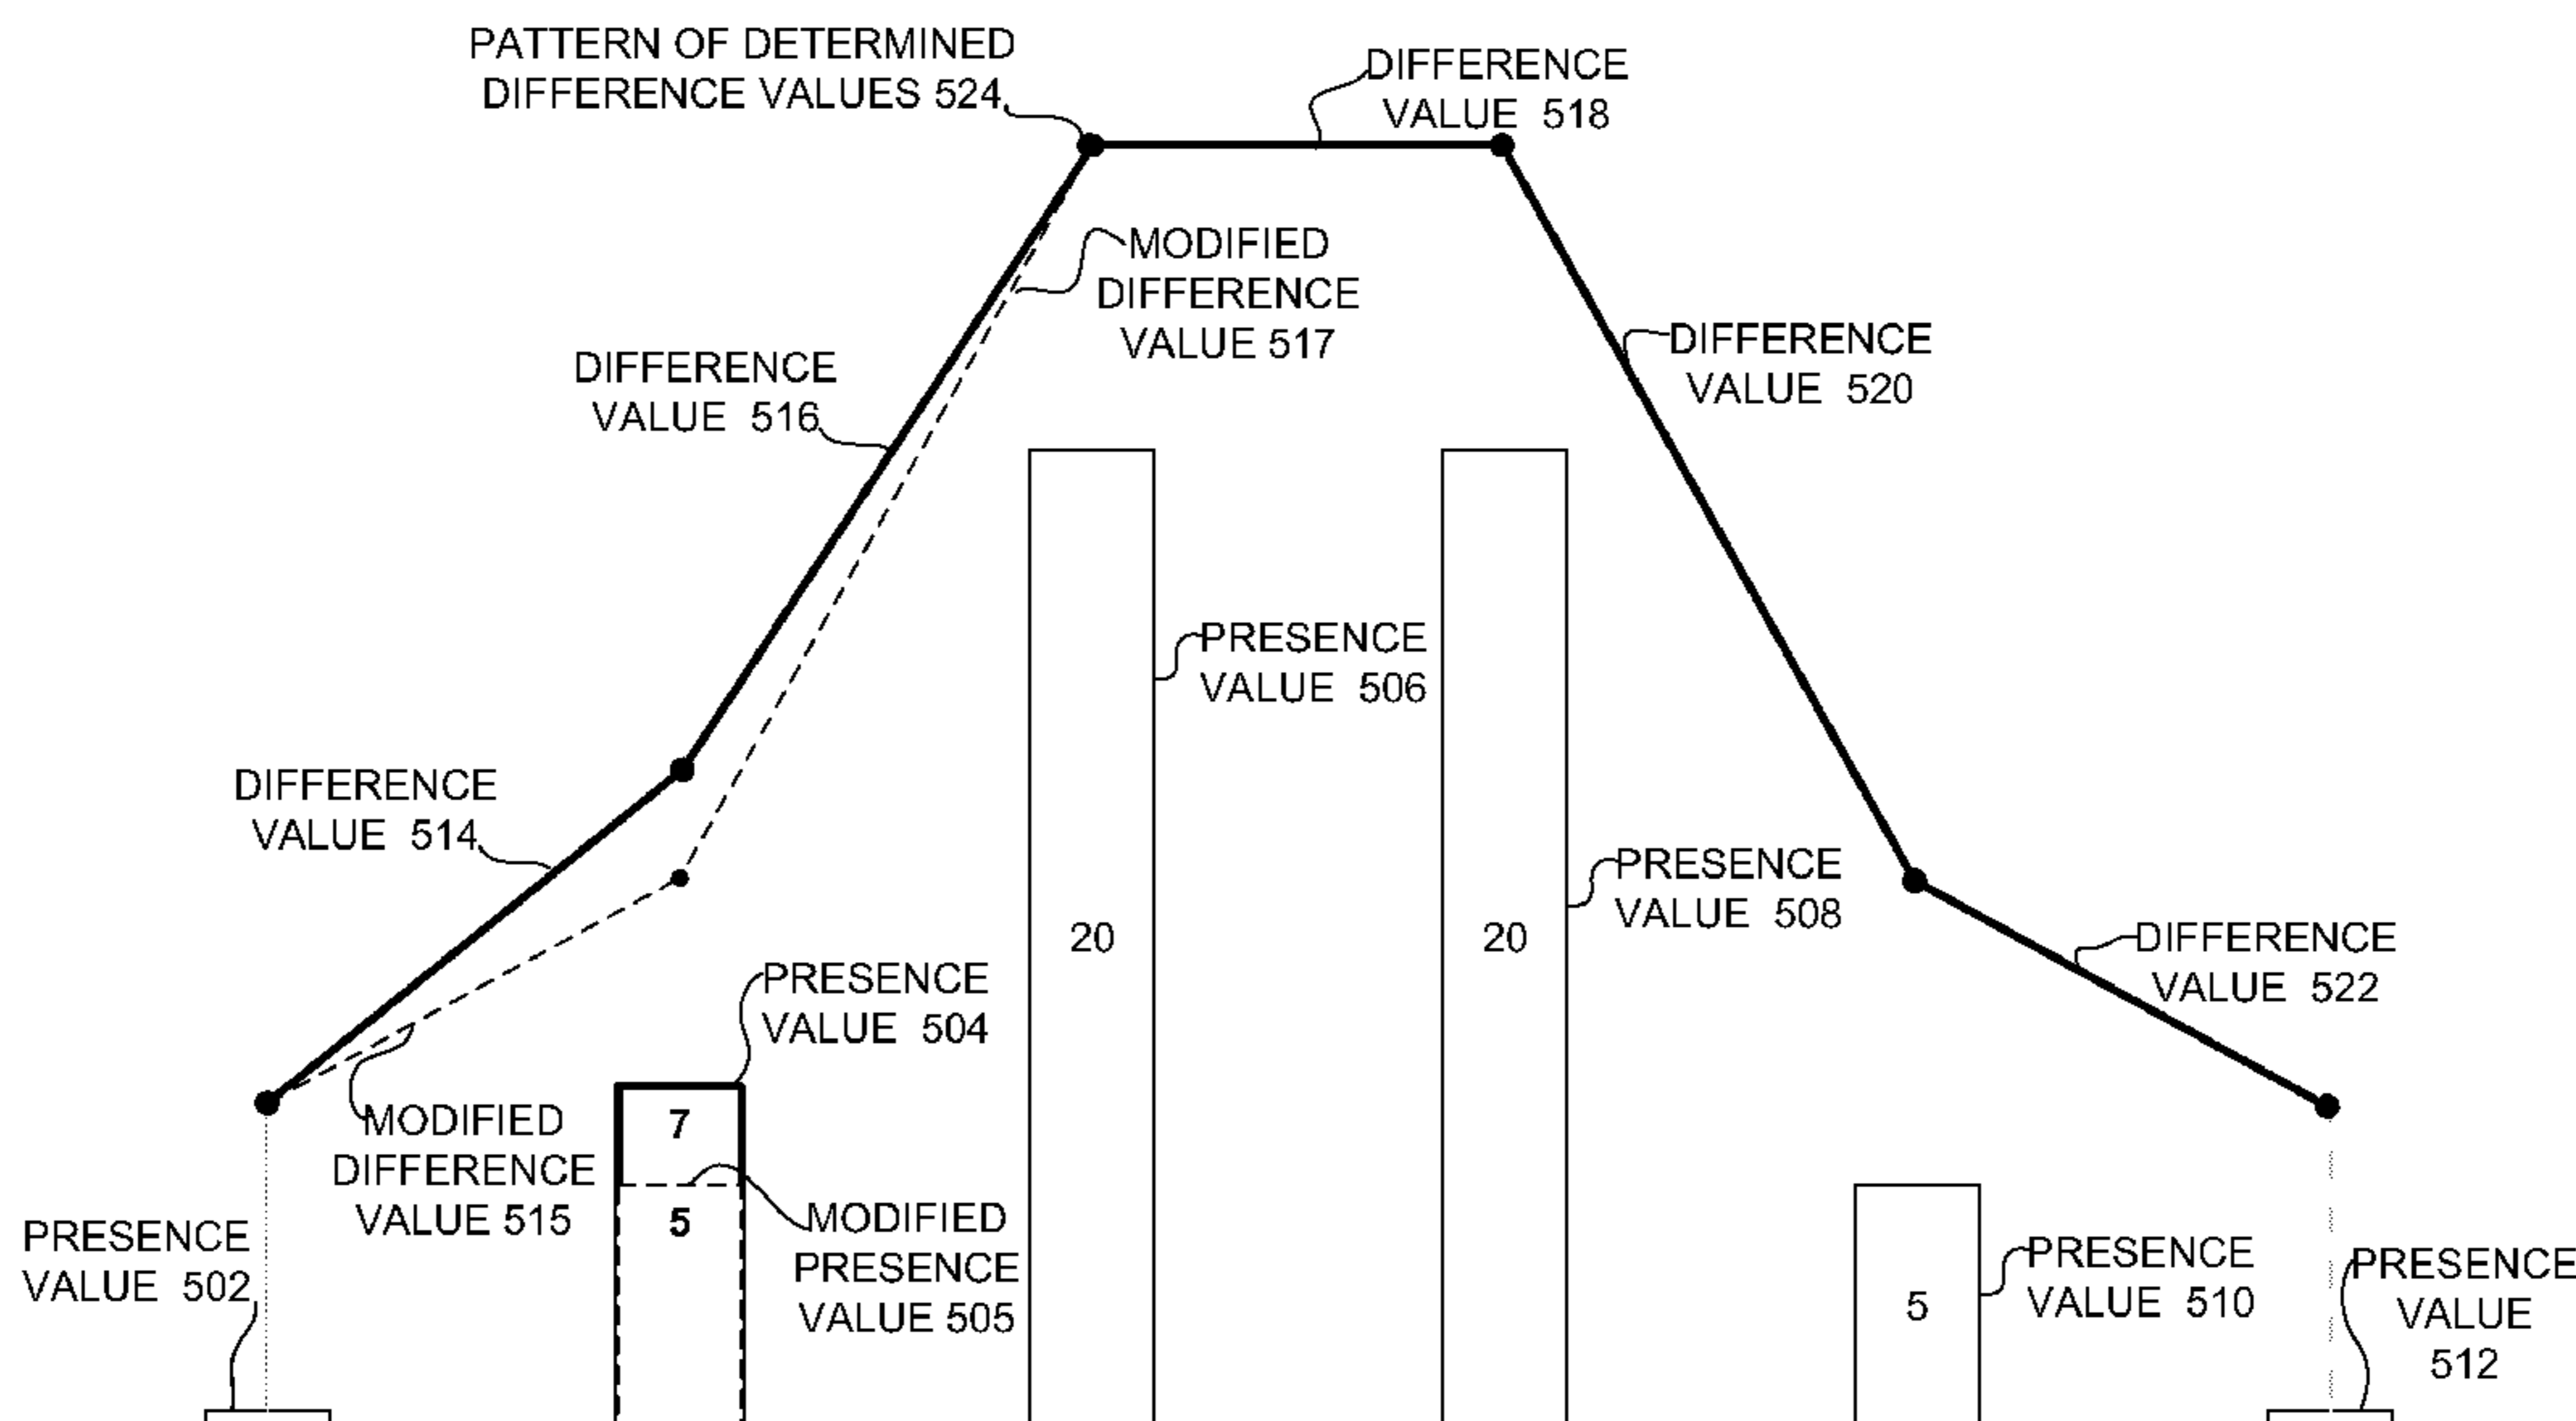 PATTERN OF DETERMINED
DIFFERENCE VALUES 524
DIFFERENCE
VALUE 518
MODIFIED
DIFFERENCE
VALUE 517
DIFFERENCE
VALUE 516
DIFFERENCE
VALUE 520
PRESENCE
VALUE 506
DIFFERENCE
VALUE 514
PRESENCE
VALUE 508
20
20
DIFFERENCE
VALUE 522
PRESENCE
VALUE 504
7
MODIFIED
DIFFERENCE
VALUE 515
5
MODIFIED
PRESENCE
VALUE 505
PRESENCE
VALUE 502
5
PRESENCE
VALUE 510
PRESENCE
VALUE
512